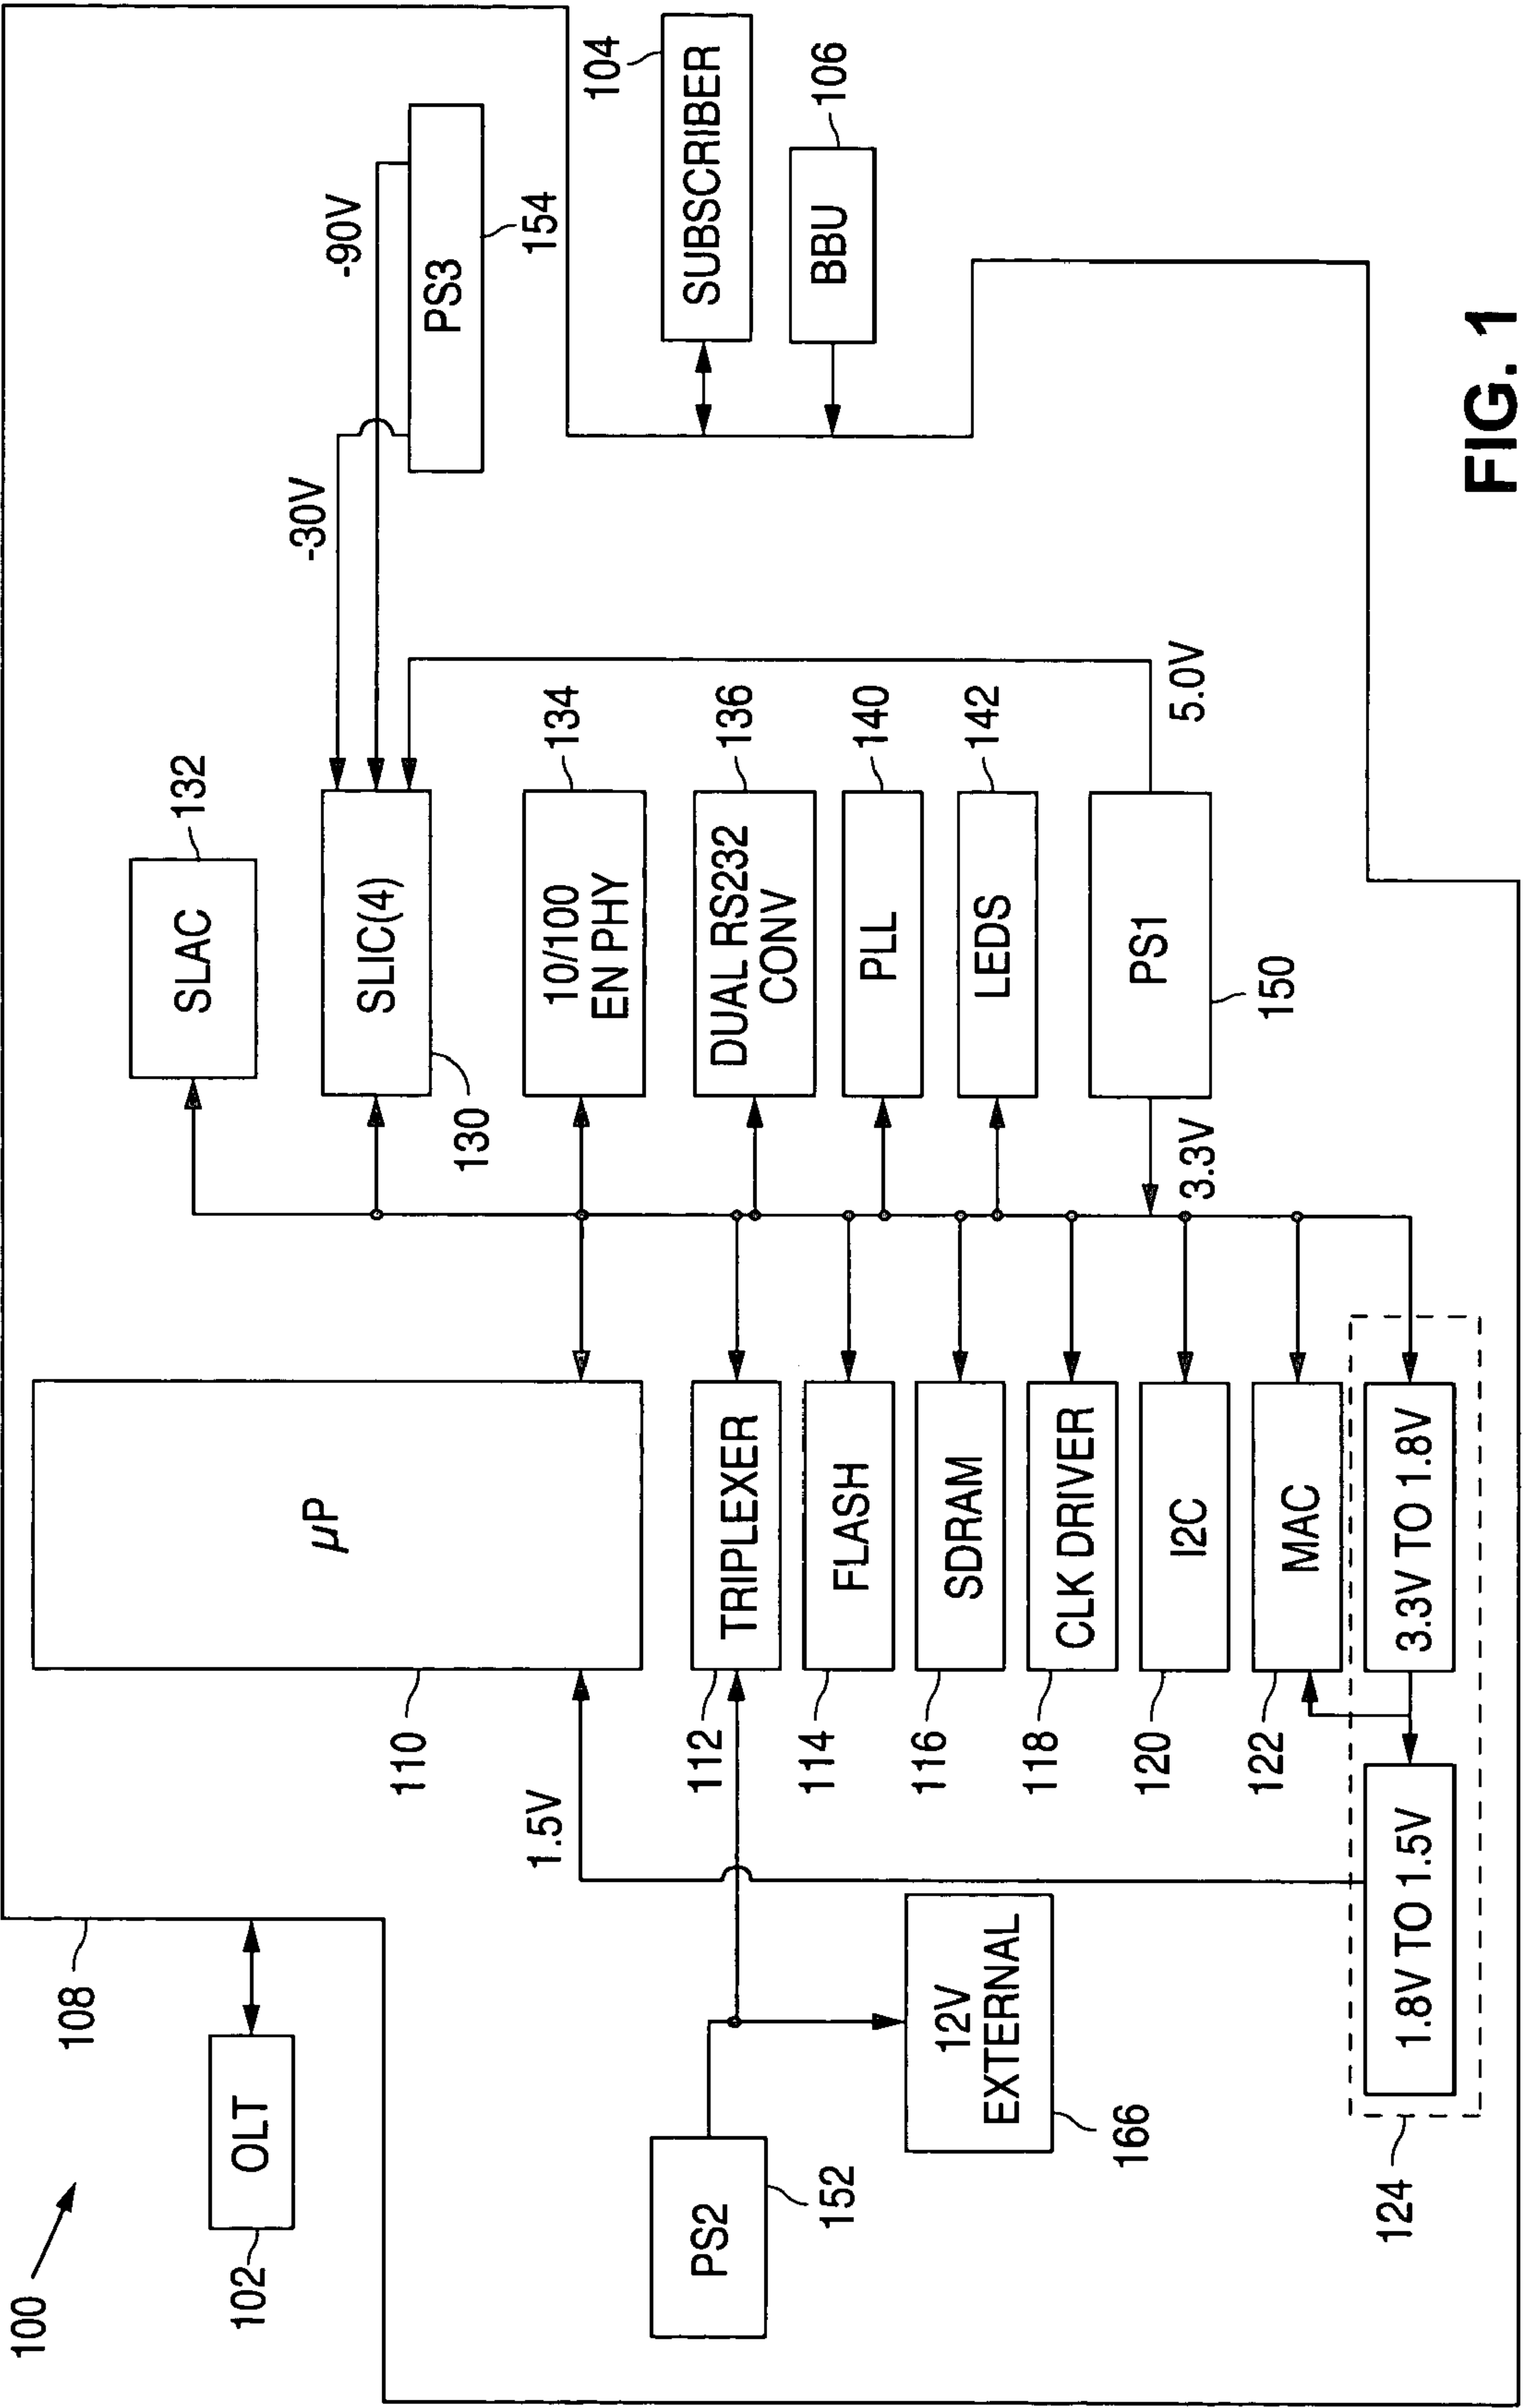 100
OLT
102
108
µP
110
SLAC
132
SLIC(4)
130
-30V
-90V
PS3
154
1.5V
10/100
EN PHY
134
SUBSCRIBER
104
PS2
152
TRIPLEXER
112
DUAL RS232
CONV
136
BBU
106
12V
EXTERNAL
166
FLASH
114
PLL
140
SDRAM
116
LEDS
142
CLK DRIVER
118
PS1
150
3.3V
5.0V
I2C
120
MAC
122
1.8V TO 1.5V
3.3V TO 1.8V
124
FIG. 1